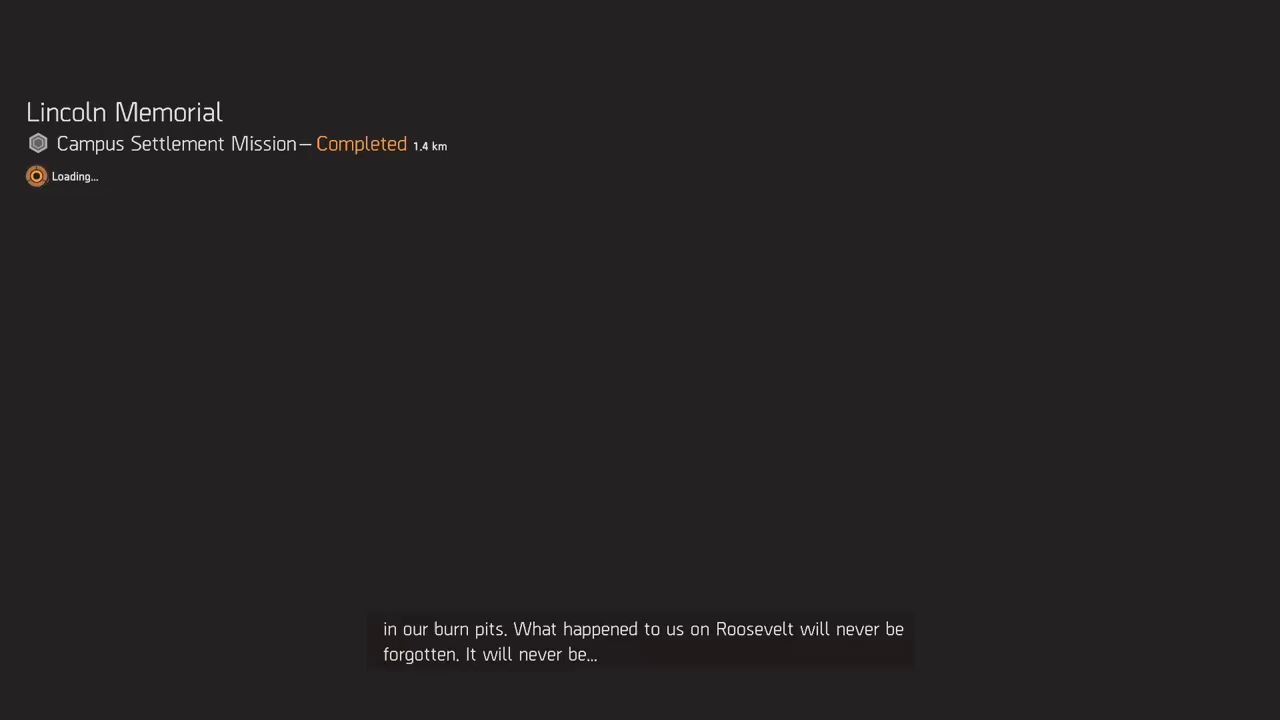 Lincoln Memorial
Campus Settlement Mission – Completed 1.4 km
Loading...
in our burn pits. What happened to us on Roosevelt will never be
forgotten. It will never be...